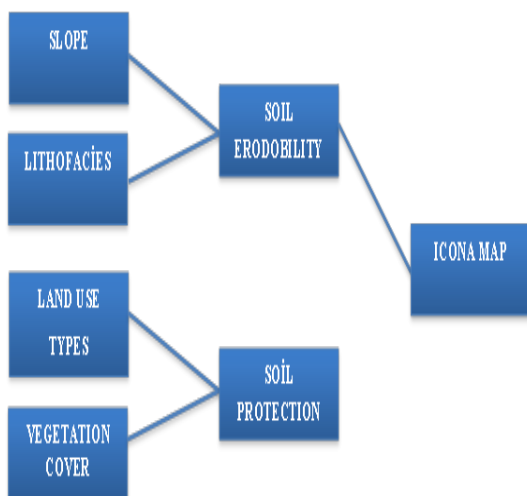 SLOPE
LITHOFACİES
SOIL
ERODOBILITY
ICONA MAP
LAND USE
TYPES
SOİL
PROTECTION
VEGETATION
COVER